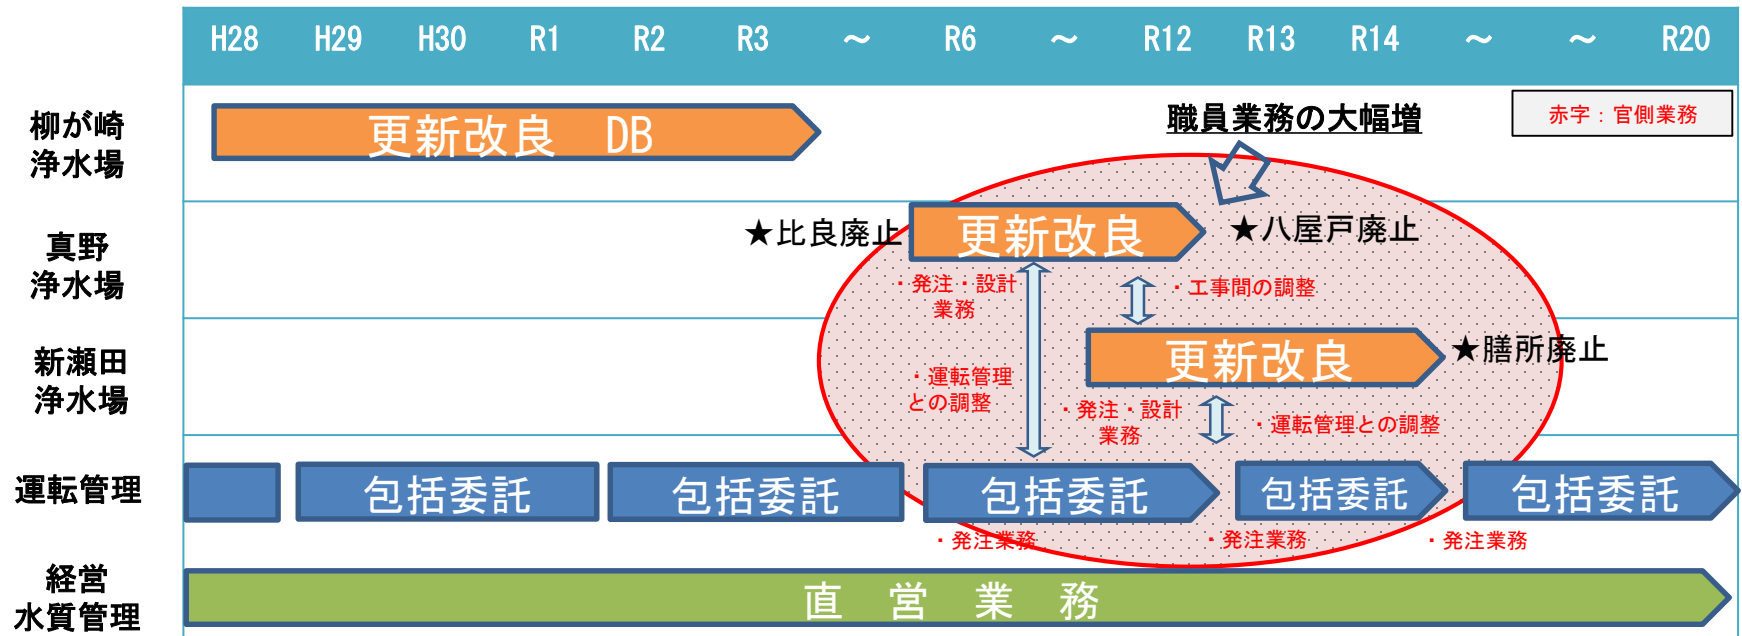 H28 H29 H30 R1 R2 R3 ～ R6 ～ R12 R13 R14 ～ ～ R20
柳が崎
浄水場
更新改良 DB
職員業務の大幅増
赤字：官側業務
真野
浄水場
★比良廃止
更新改良
★八屋戸廃止
・発注・設計
業務
・工事間の調整
新瀬田
浄水場
更新改良
★膳所廃止
・運転管理
との調整
・発注・設計
業務
・運転管理との調整
運転管理
包括委託
包括委託
包括委託
包括委託
包括委託
・発注業務
・発注業務
・発注業務
経営
水質管理
直 営 業 務